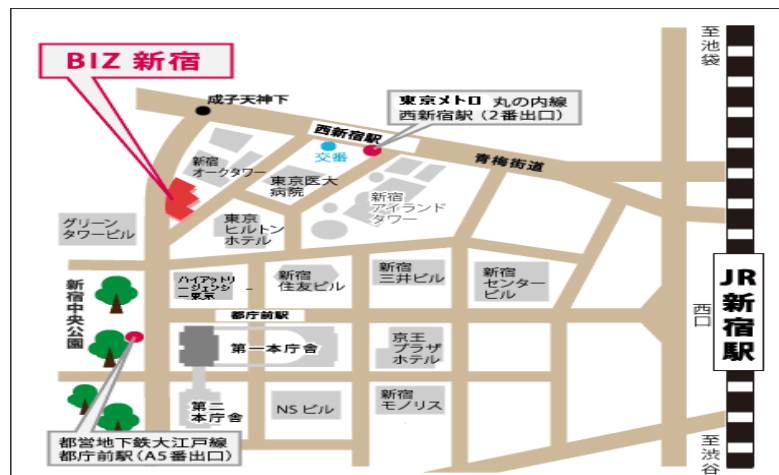 至池袋
BIZ 新宿
成子天神下
東京メトロ 丸の内線
西新宿駅(2番出口)
西新宿駅
交番
青梅街道
新宿
オークタワー
東京医大
病院
新宿
アイランド
タワー
グリーン
タワービル
東京
ヒルトン
ホテル
新宿中央公園
ハイアットリ
ージェンシ
ー東京
新宿
住友ビル
新宿
三井ビル
新宿
センター
ビル
JR新宿駅
西口
都庁前駅
第一本庁舎
京王
プラザ
ホテル
第二
本庁舎
NSビル
新宿
モノリス
都営地下鉄大江戸線
都庁前駅(A5番出口)
至渋谷